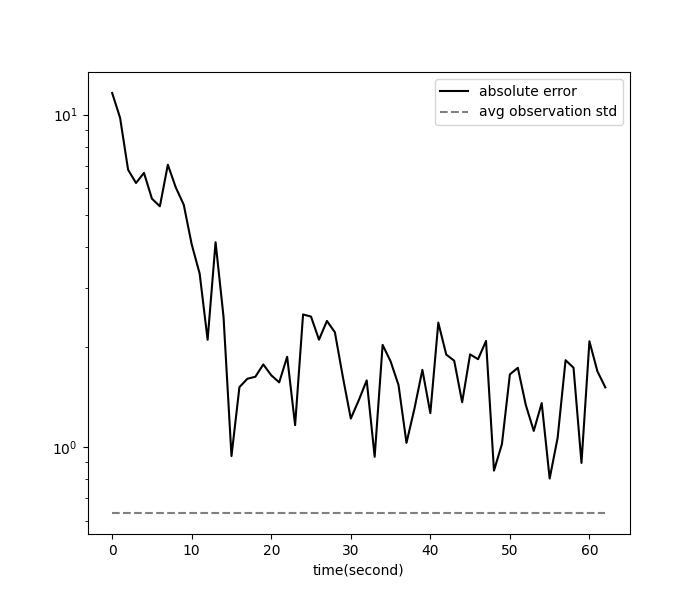 absolute error
avg observation std
10¹
10⁰
0 10 20 30 40 50 60
time(second)